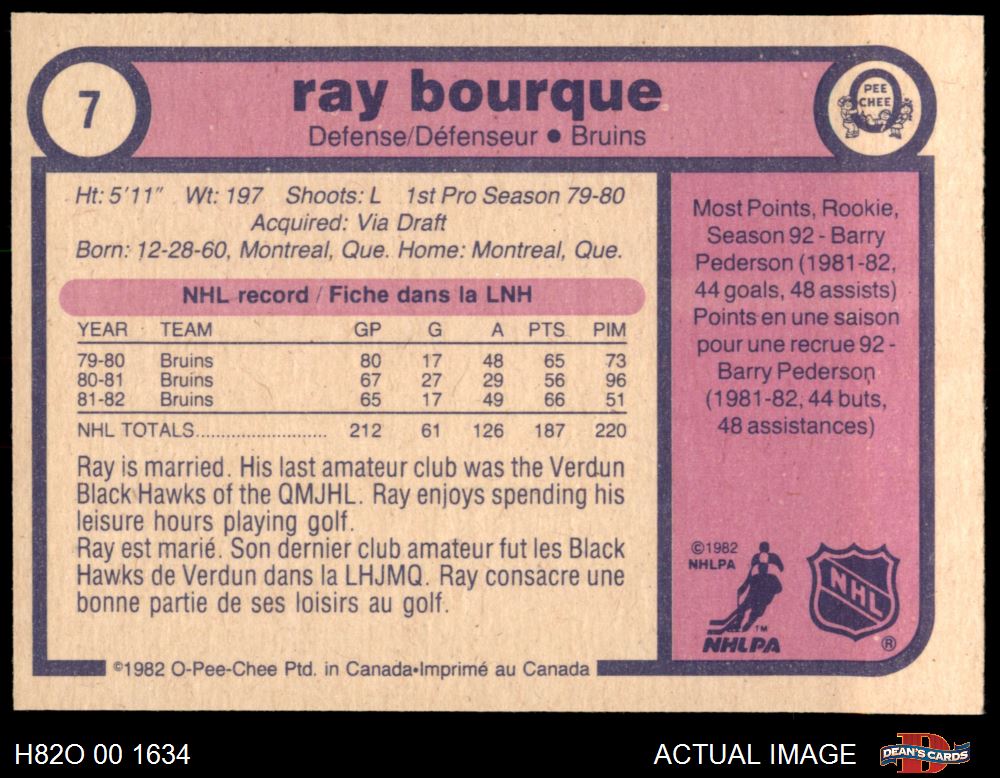 7
ray bourque
Defense/Défenseur ● Bruins
PEE
CHEE
Ht: 5'11" Wt: 197 Shoots: L 1st Pro Season 79-80
Acquired: Via Draft
Born: 12-28-60, Montreal, Que. Home: Montreal, Que.
NHL record / Fiche dans la LNH
YEAR TEAM GP G A PTS PIM
79-80 Bruins 80 17 48 65 73
80-81 Bruins 67 27 29 56 96
81-82 Bruins 65 17 49 66 51
NHL TOTALS........................... 212 61 126 187 220
Ray is married. His last amateur club was the Verdun
Black Hawks of the QMJHL. Ray enjoys spending his
leisure hours playing golf.
Ray est marié. Son dernier club amateur fut les Black
Hawks de Verdun dans la LHJMQ. Ray consacre une
bonne partie de ses loisirs au golf.
©1982 O-Pee-Chee Ptd. in Canada•Imprimé au Canada
Most Points, Rookie,
Season 92 - Barry
Pederson (1981-82,
44 goals, 48 assists)
Points en une saison
pour une recrue 92 -
Barry Pederson
(1981-82, 44 buts,
48 assistances)
©1982
NHLPA
TM
NHLPA
NHL
®
H82O 00 1634
ACTUAL IMAGE
D
DEAN'S CARDS